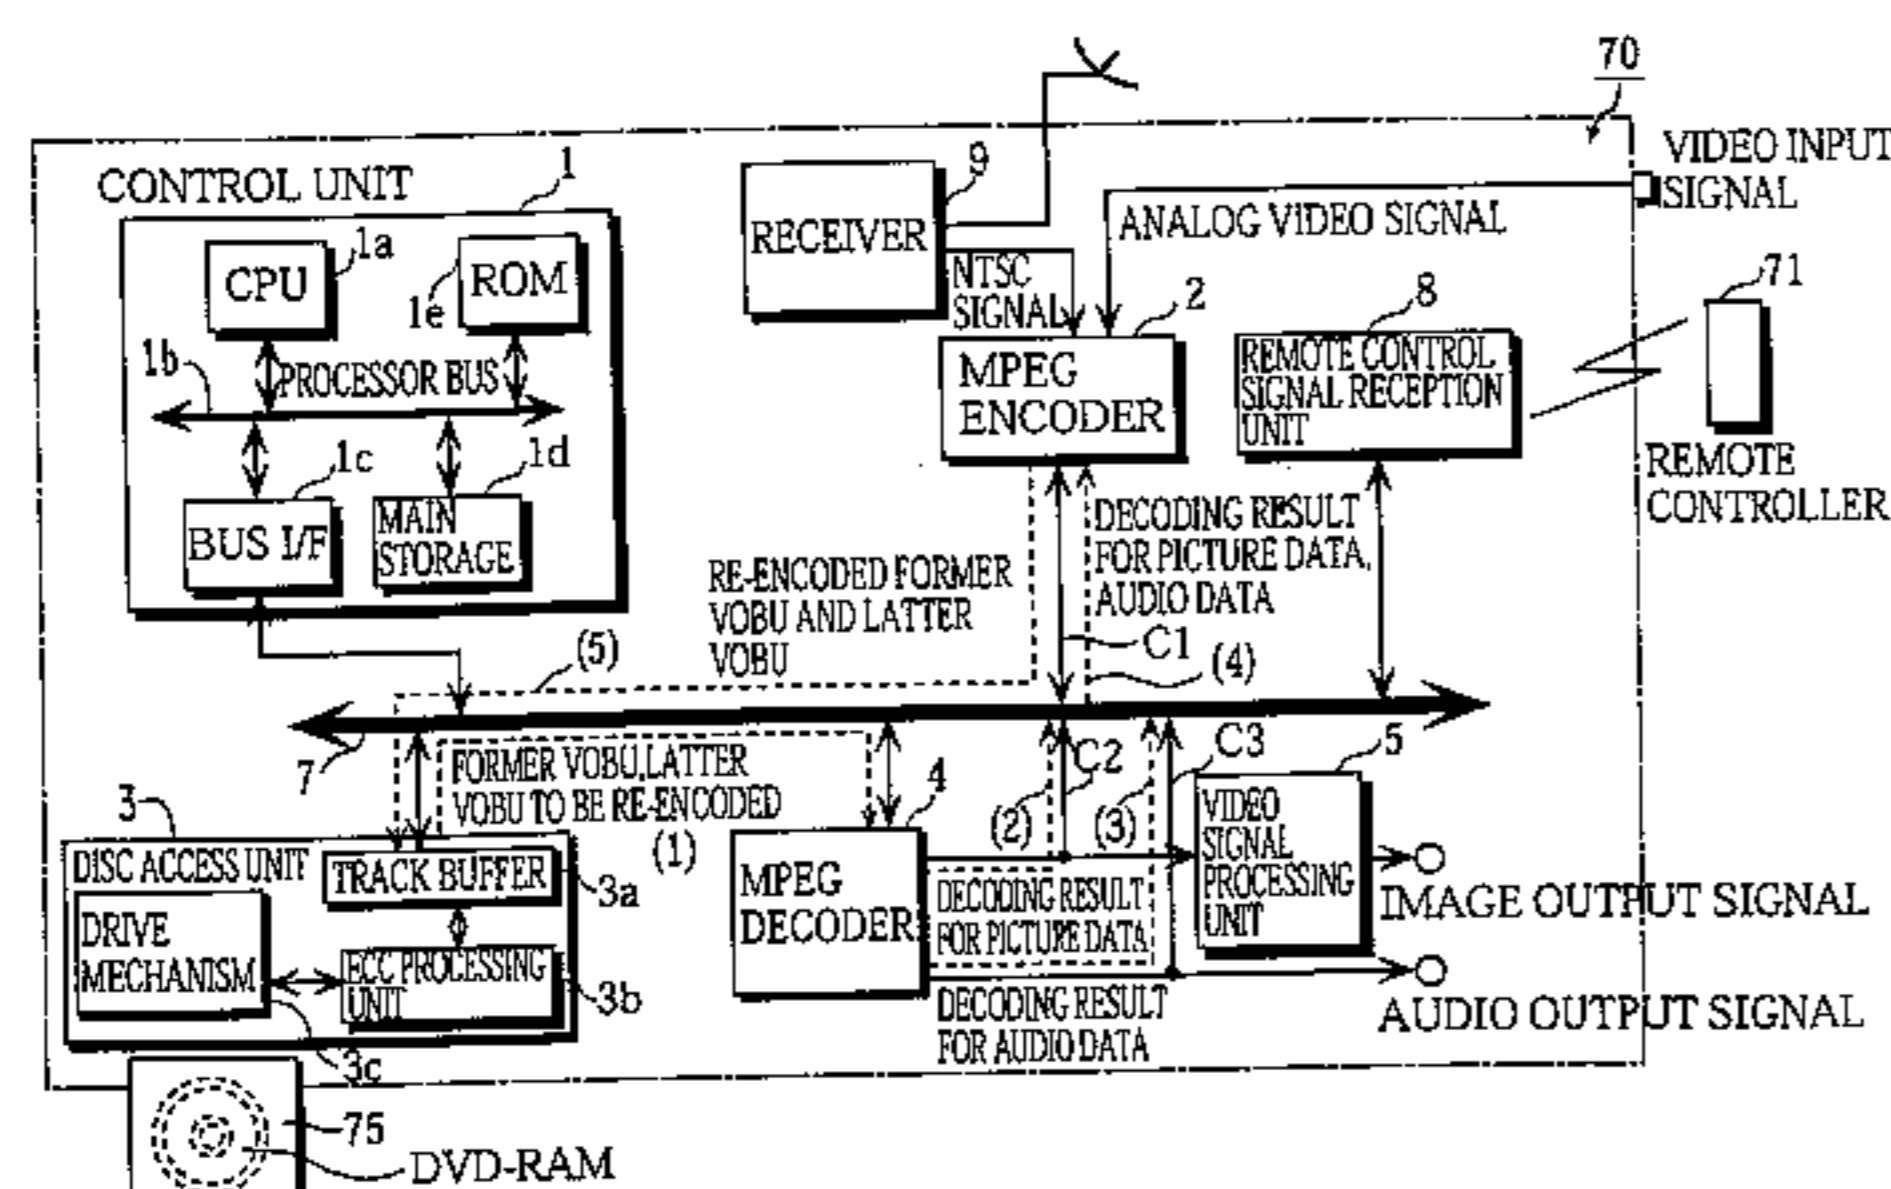 70
VIDEO INPUT
SIGNAL
CONTROL UNIT
1
9
RECEIVER
ANALOG VIDEO SIGNAL
CPU
1a
1e
ROM
NTSC
SIGNAL
2
8
71
1b
PROCESSOR BUS
MPEG
ENCODER
REMOTE CONTROL
SIGNAL RECEPTION
UNIT
REMOTE
CONTROLLER
1c
1d
BUS I/F
MAIN
STORAGE
DECODING RESULT
FOR PICTURE DATA,
AUDIO DATA
RE-ENCODED FORMER
VOBU AND LATTER
VOBU
(5)
C1
(4)
7
FORMER VOBU,LATTER
VOBU TO BE RE-ENCODED
(1)
4
C2
C3
5
(2)
(3)
3
DISC ACCESS UNIT
TRACK BUFFER
3a
DRIVE
MECHANISM
ECC PROCESSING
UNIT
3b
3c
MPEG
DECODER
DECODING RESULT
FOR PICTURE DATA
VIDEO
SIGNAL
PROCESSING
UNIT
IMAGE OUTPUT SIGNAL
DECODING RESULT
FOR AUDIO DATA
AUDIO OUTPUT SIGNAL
75
DVD-RAM